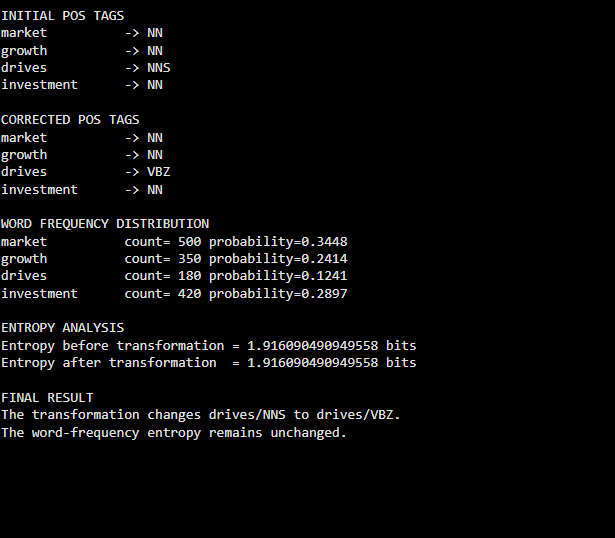 INITIAL POS TAGS
market          -> NN
growth          -> NN
drives          -> NNS
investment      -> NN

CORRECTED POS TAGS
market          -> NN
growth          -> NN
drives          -> VBZ
investment      -> NN

WORD FREQUENCY DISTRIBUTION
market          count= 500 probability=0.3448
growth          count= 350 probability=0.2414
drives          count= 180 probability=0.1241
investment      count= 420 probability=0.2897

ENTROPY ANALYSIS
Entropy before transformation = 1.916090490949558 bits
Entropy after transformation  = 1.916090490949558 bits

FINAL RESULT
The transformation changes drives/NNS to drives/VBZ.
The word-frequency entropy remains unchanged.